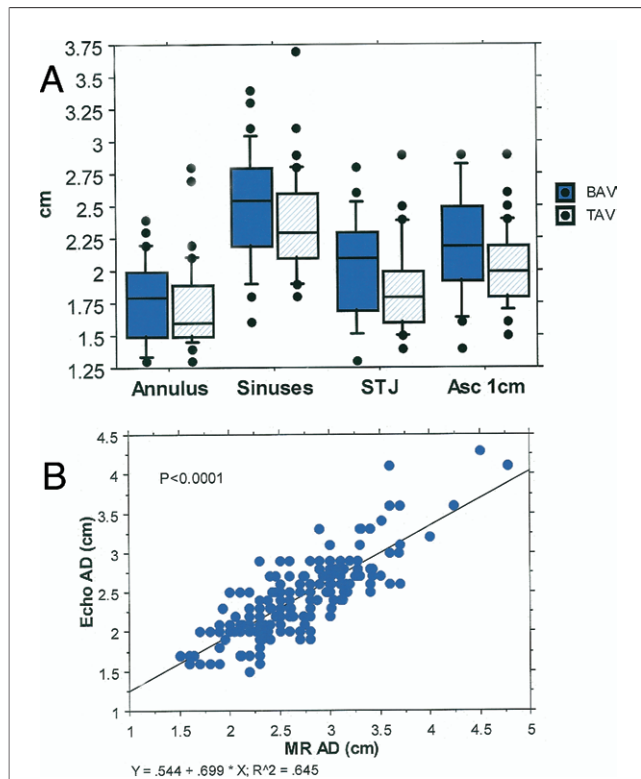 A
cm
3.75
3.5
3.25
3
2.75
2.5
2.25
2
1.75
1.5
1.25
Annulus
Sinuses
STJ
Asc 1cm
BAV
TAV
B
P<0.0001
Echo AD (cm)
4.5
4
3.5
3
2.5
2
1.5
1
1 1.5 2 2.5 3 3.5 4 4.5 5
MR AD (cm)
Y = .544 + .699 * X; R^2 = .645